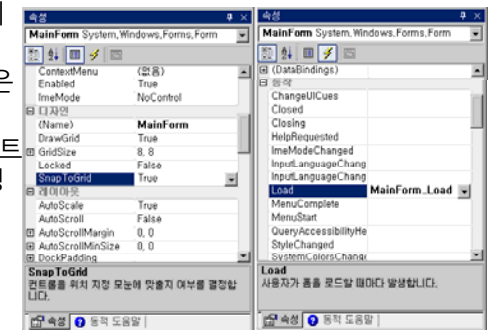 속성
MainForm System.Windows.Forms.Form
ContextMenu (없음)
Enabled True
ImeMode NoControl
디자인
(Name) MainForm
DrawGrid True
GridSize 8, 8
Locked False
SnapToGrid True
레이아웃
AutoScale True
AutoScroll False
AutoScrollMargin 0, 0
AutoScrollMinSize 0, 0
DockPadding
SnapToGrid
컨트롤을 위치 지정 모눈에 맞출지 여부를 결정합
니다.
속성 동적 도움말
속성
MainForm System.Windows.Forms.Form
(DataBindings)
동작
ChangeUICues
Closed
Closing
HelpRequested
ImeModeChanged
InputLanguageChang
InputLanguageChang
Load MainForm_Load
MenuComplete
MenuStart
QueryAccessibilityHe
StyleChanged
SystemColorsChang
Load
사용자가 폼을 로드할 때마다 발생합니다.
속성 동적 도움말
은
트